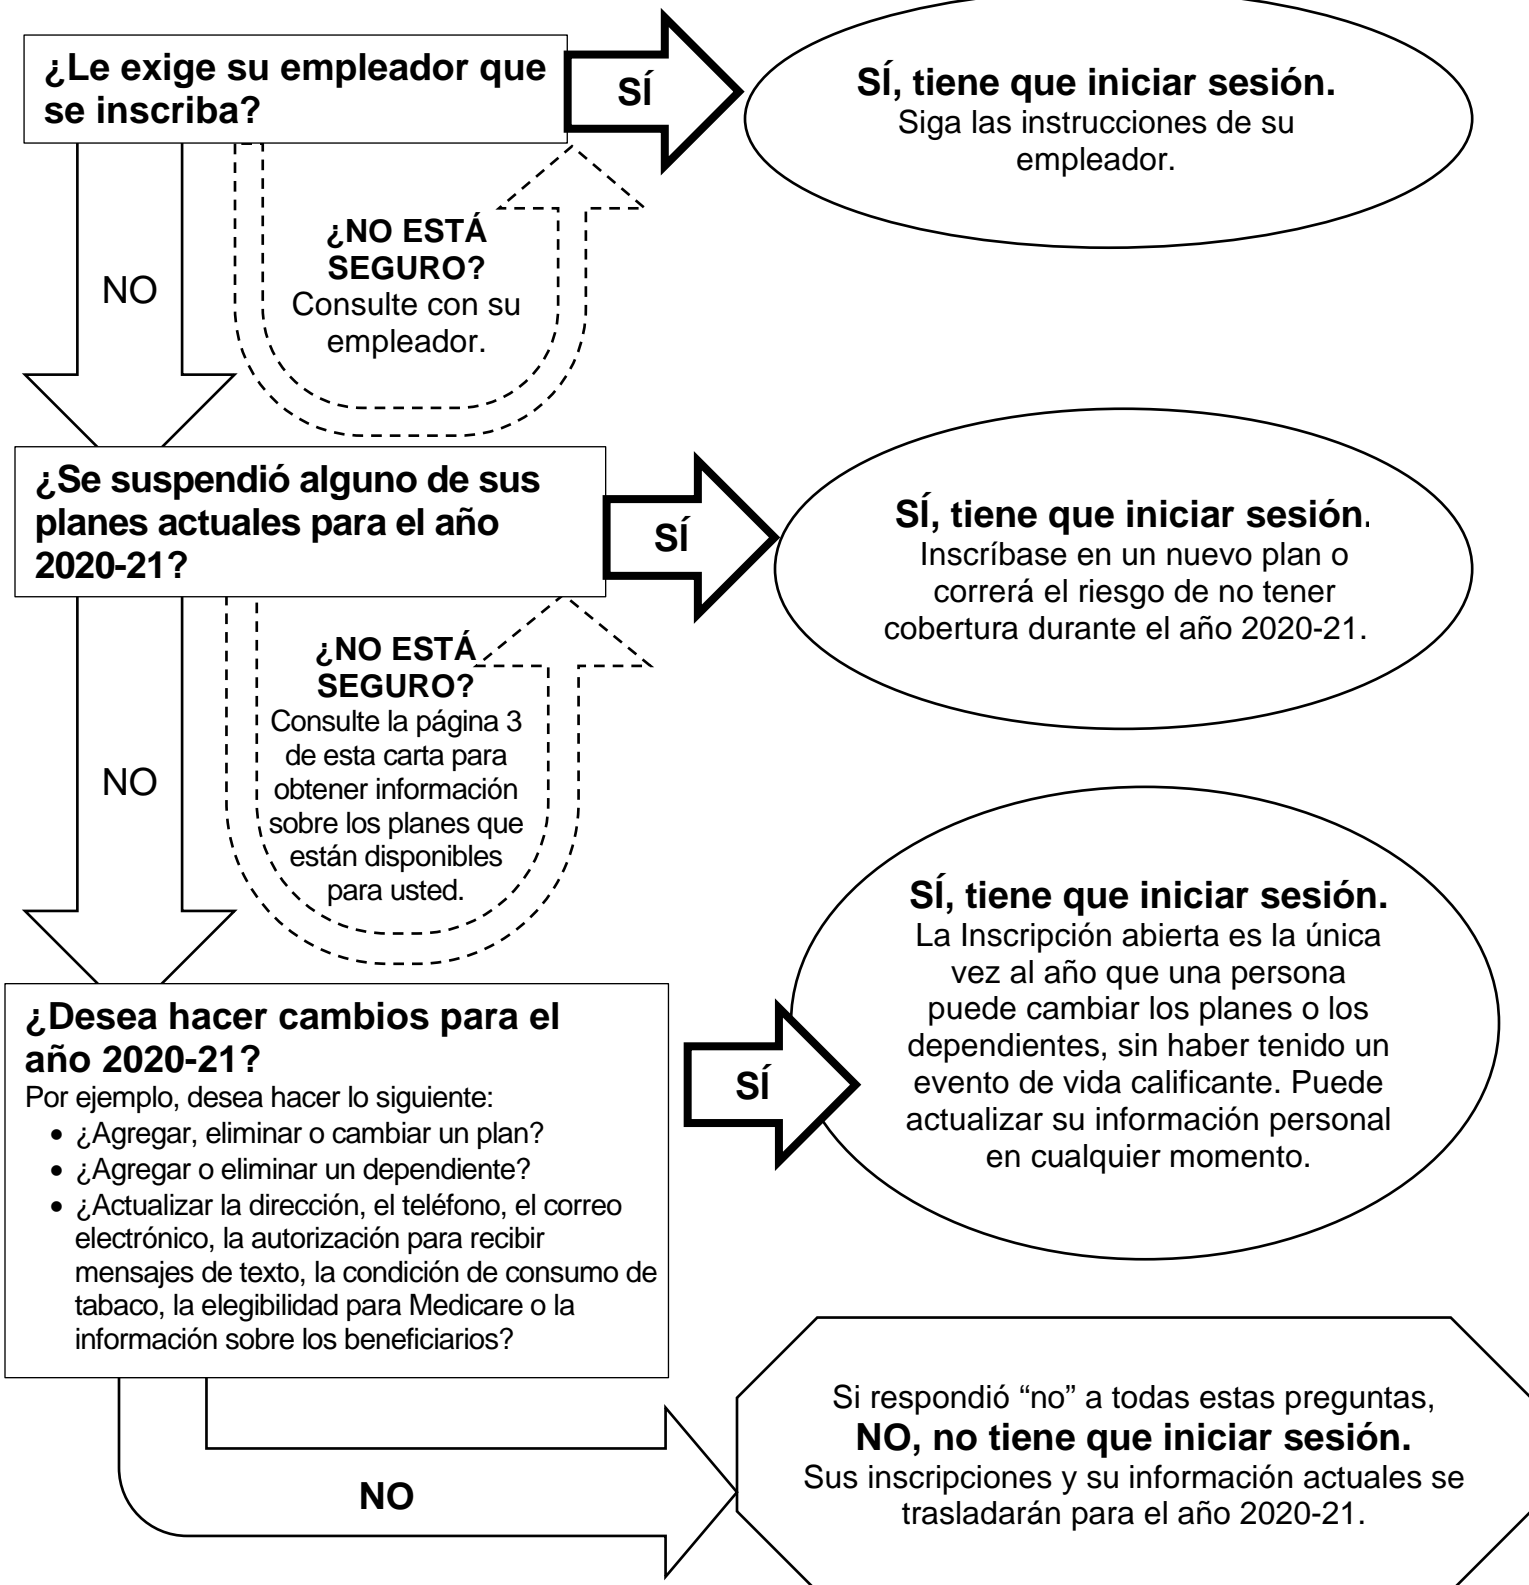 ¿Le exige su empleador que
se inscriba?
SÍ
SÍ, tiene que iniciar sesión.
Siga las instrucciones de su
empleador.
¿NO ESTÁ
SEGURO?
Consulte con su
empleador.
NO
¿Se suspendió alguno de sus
planes actuales para el año
2020-21?
SÍ
SÍ, tiene que iniciar sesión.
Inscríbase en un nuevo plan o
correrá el riesgo de no tener
cobertura durante el año 2020-21.
¿NO ESTÁ
SEGURO?
Consulte la página 3
de esta carta para
obtener información
sobre los planes que
están disponibles
para usted.
NO
¿Desea hacer cambios para el
año 2020-21?
Por ejemplo, desea hacer lo siguiente:
• ¿Agregar, eliminar o cambiar un plan?
• ¿Agregar o eliminar un dependiente?
• ¿Actualizar la dirección, el teléfono, el correo
electrónico, la autorización para recibir
mensajes de texto, la condición de consumo de
tabaco, la elegibilidad para Medicare o la
información sobre los beneficiarios?
SÍ
SÍ, tiene que iniciar sesión.
La Inscripción abierta es la única
vez al año que una persona
puede cambiar los planes o los
dependientes, sin haber tenido un
evento de vida calificante. Puede
actualizar su información personal
en cualquier momento.
NO
Si respondió “no” a todas estas preguntas,
NO, no tiene que iniciar sesión.
Sus inscripciones y su información actuales se
trasladarán para el año 2020-21.